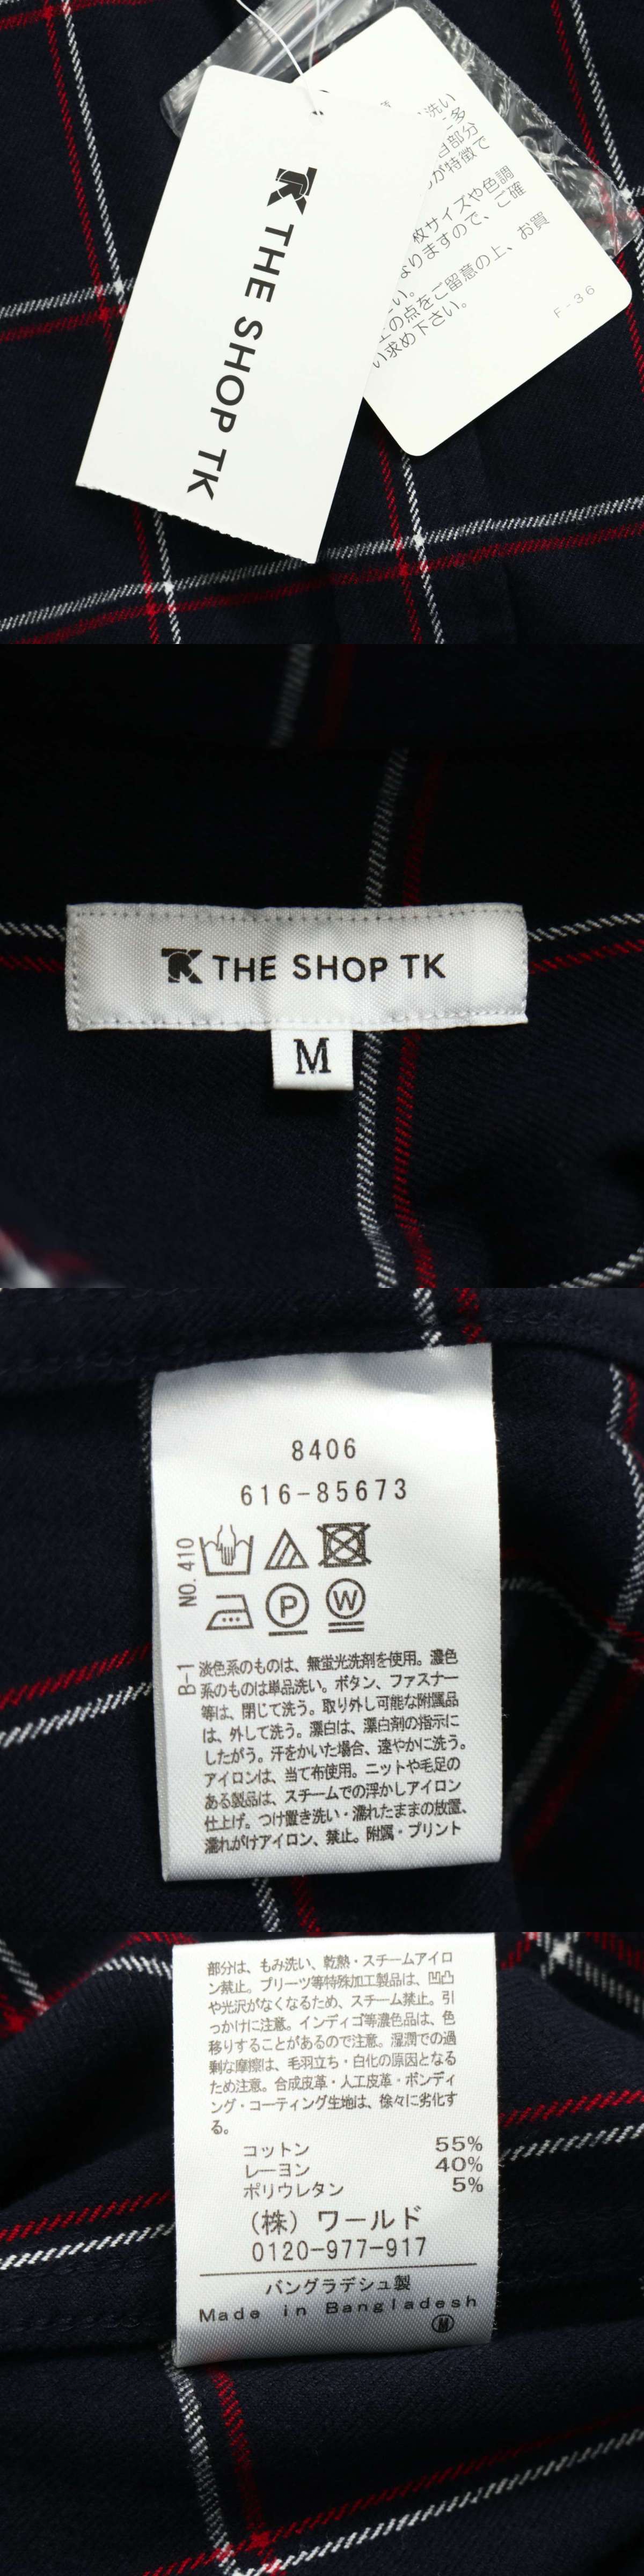 THE SHOP TK
洗い
多
部分
が特徴で
枚サイズや色調
なりますので、ご確
い。
の点をご留意の上、お買
い求め下さい。
F-36
THE SHOP TK
M
8406
616-85673
NO. 410
P
W
B-1
淡色系のものは、無蛍光洗剤を使用。濃色
系のものは単品洗い。ボタン、ファスナー
等は、閉じて洗う。取り外し可能な附属品
は、外して洗う。漂白は、漂白剤の指示に
したがう。汗をかいた場合、速やかに洗う。
アイロンは、当て布使用。ニットや毛足の
ある製品は、スチームでの浮かしアイロン
仕上げ。つけ置き洗い・濡れたままの放置、
濡れがけアイロン、禁止。附属・プリント
部分は、もみ洗い、乾熱・スチームアイロ
ン禁止。プリーツ等特殊加工製品は、凹凸
や光沢がなくなるため、スチーム禁止。引
っかけに注意。インディゴ等濃色品は、色
移りすることがあるので注意。湿潤での過
剰な摩擦は、毛羽立ち・白化の原因となる
ため注意。合成皮革・人工皮革・ボンディ
ング・コーティング生地は、徐々に劣化す
る。
コットン 55%
レーヨン 40%
ポリウレタン 5%
（株）ワールド
0120-977-917
バングラデシュ製
Made in Bangladesh
M